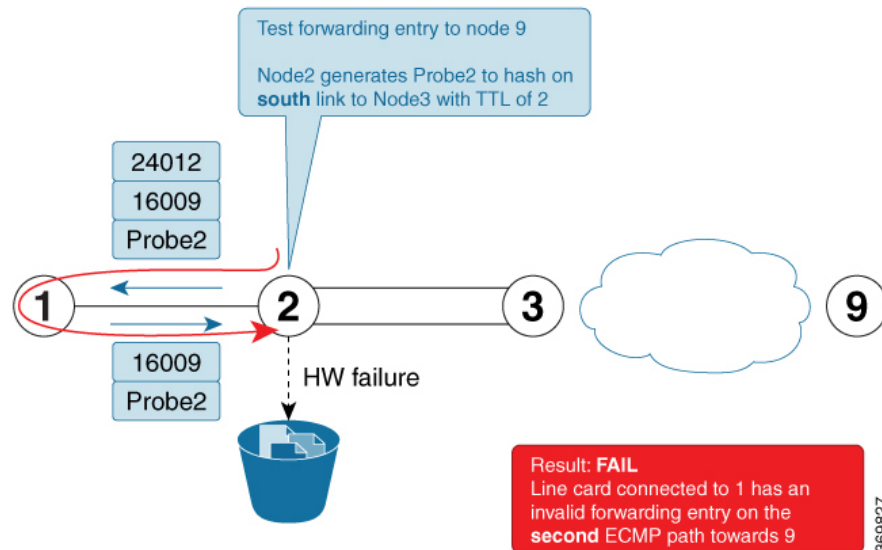 Test forwarding entry to node 9
Node2 generates Probe2 to hash on
south link to Node3 with TTL of 2
24012
16009
Probe2
1
2
3
9
16009
Probe2
HW failure
Result: FAIL
Line card connected to 1 has an
invalid forwarding entry on the
second ECMP path towards 9